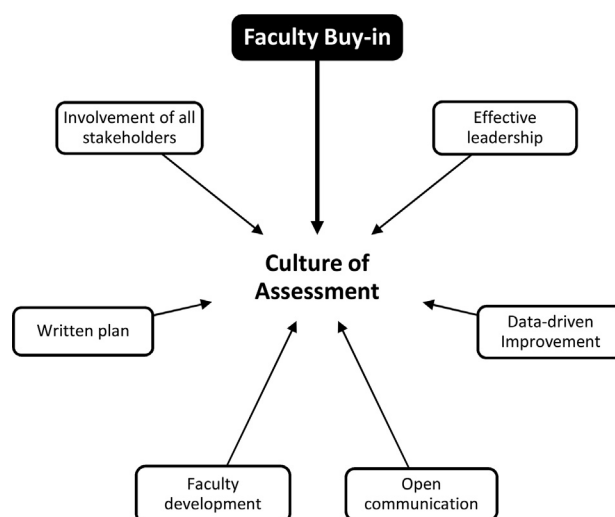 Faculty Buy-in
Involvement of all
stakeholders
Effective
leadership
Culture of
Assessment
Written plan
Data-driven
Improvement
Faculty
development
Open
communication